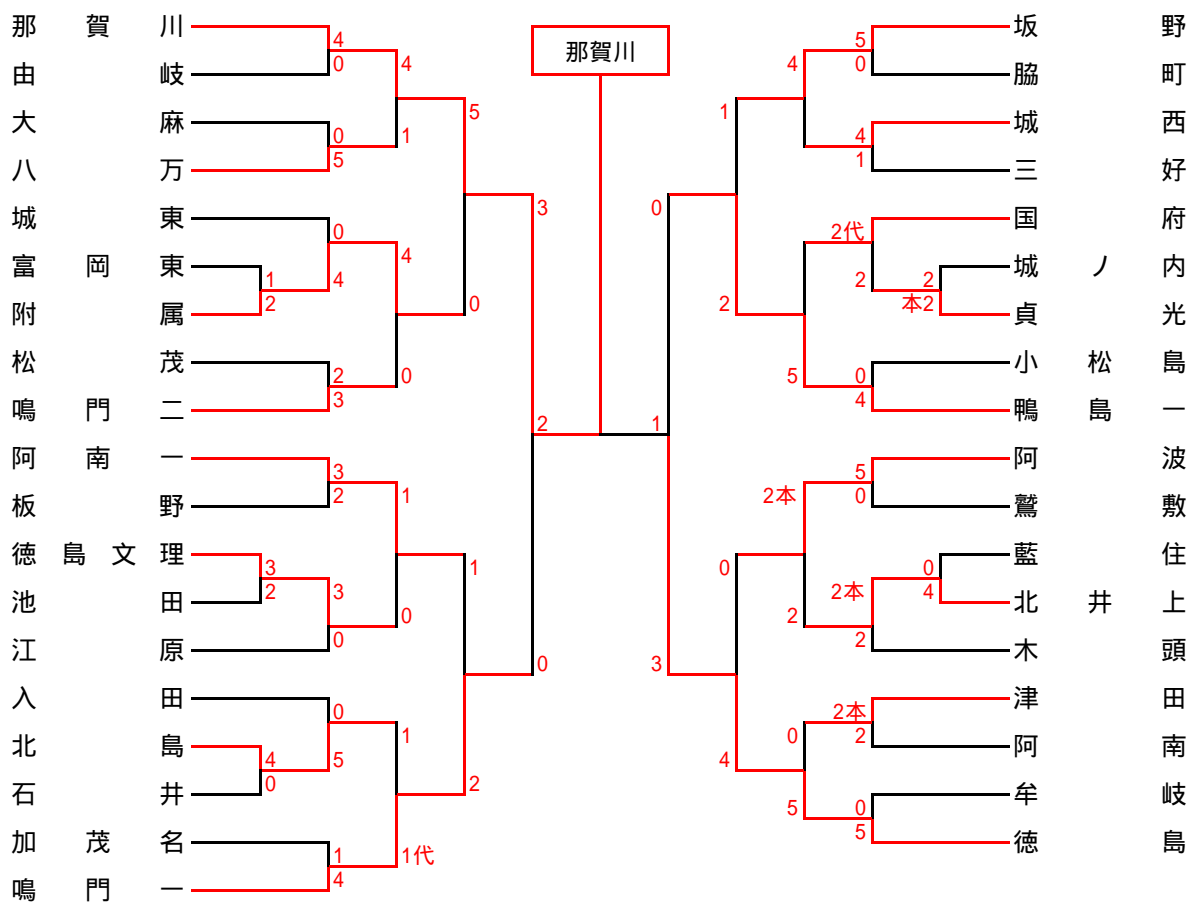 那賀川
那賀川
由岐
大麻
八万
城東
富岡東
附属
松茂
鳴門二
阿南一
板野
徳島文理
池田
江原
入田
北島
石井
加茂名
鳴門一
4
0
0
5
0
1
2
4
2
3
3
2
3
2
3
0
0
4
0
5
1
4
4
1
4
0
1
0
1
1代
5
0
1
2
3
0
2
1
0
3
1
2
0
4
4
2代
2
5
2本
2
0
5
5
0
4
1
2
本2
0
4
5
0
0
4
2本
2
2本
2
0
5
坂野
脇町
城西
三好
国府
城ノ内
貞光
小松島
鴨島一
阿波
鷲敷
藍住
北井上
木頭
津田
阿南
牟岐
徳島